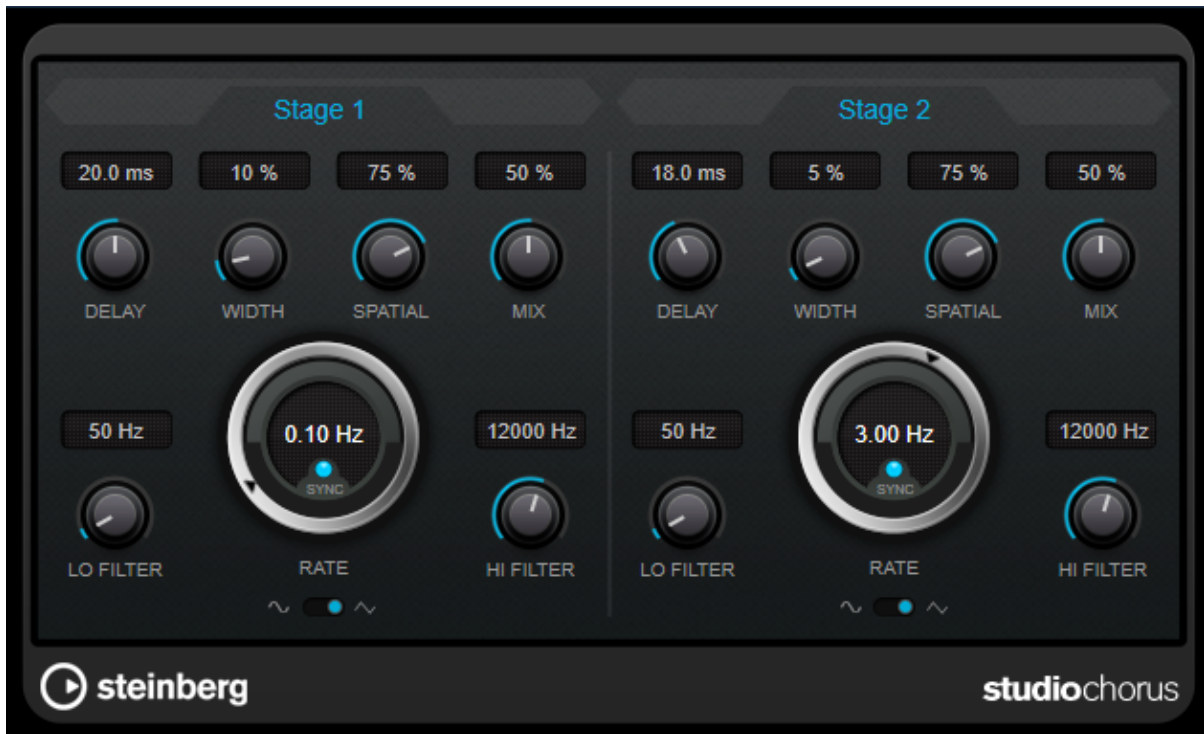 Stage 1
20.0 ms 10 % 75 % 50 %
DELAY WIDTH SPATIAL MIX
50 Hz 0.10 Hz 12000 Hz
SYNC
LO FILTER RATE HI FILTER
Stage 2
18.0 ms 5 % 75 % 50 %
DELAY WIDTH SPATIAL MIX
50 Hz 3.00 Hz 12000 Hz
SYNC
LO FILTER RATE HI FILTER
steinberg
studiochorus